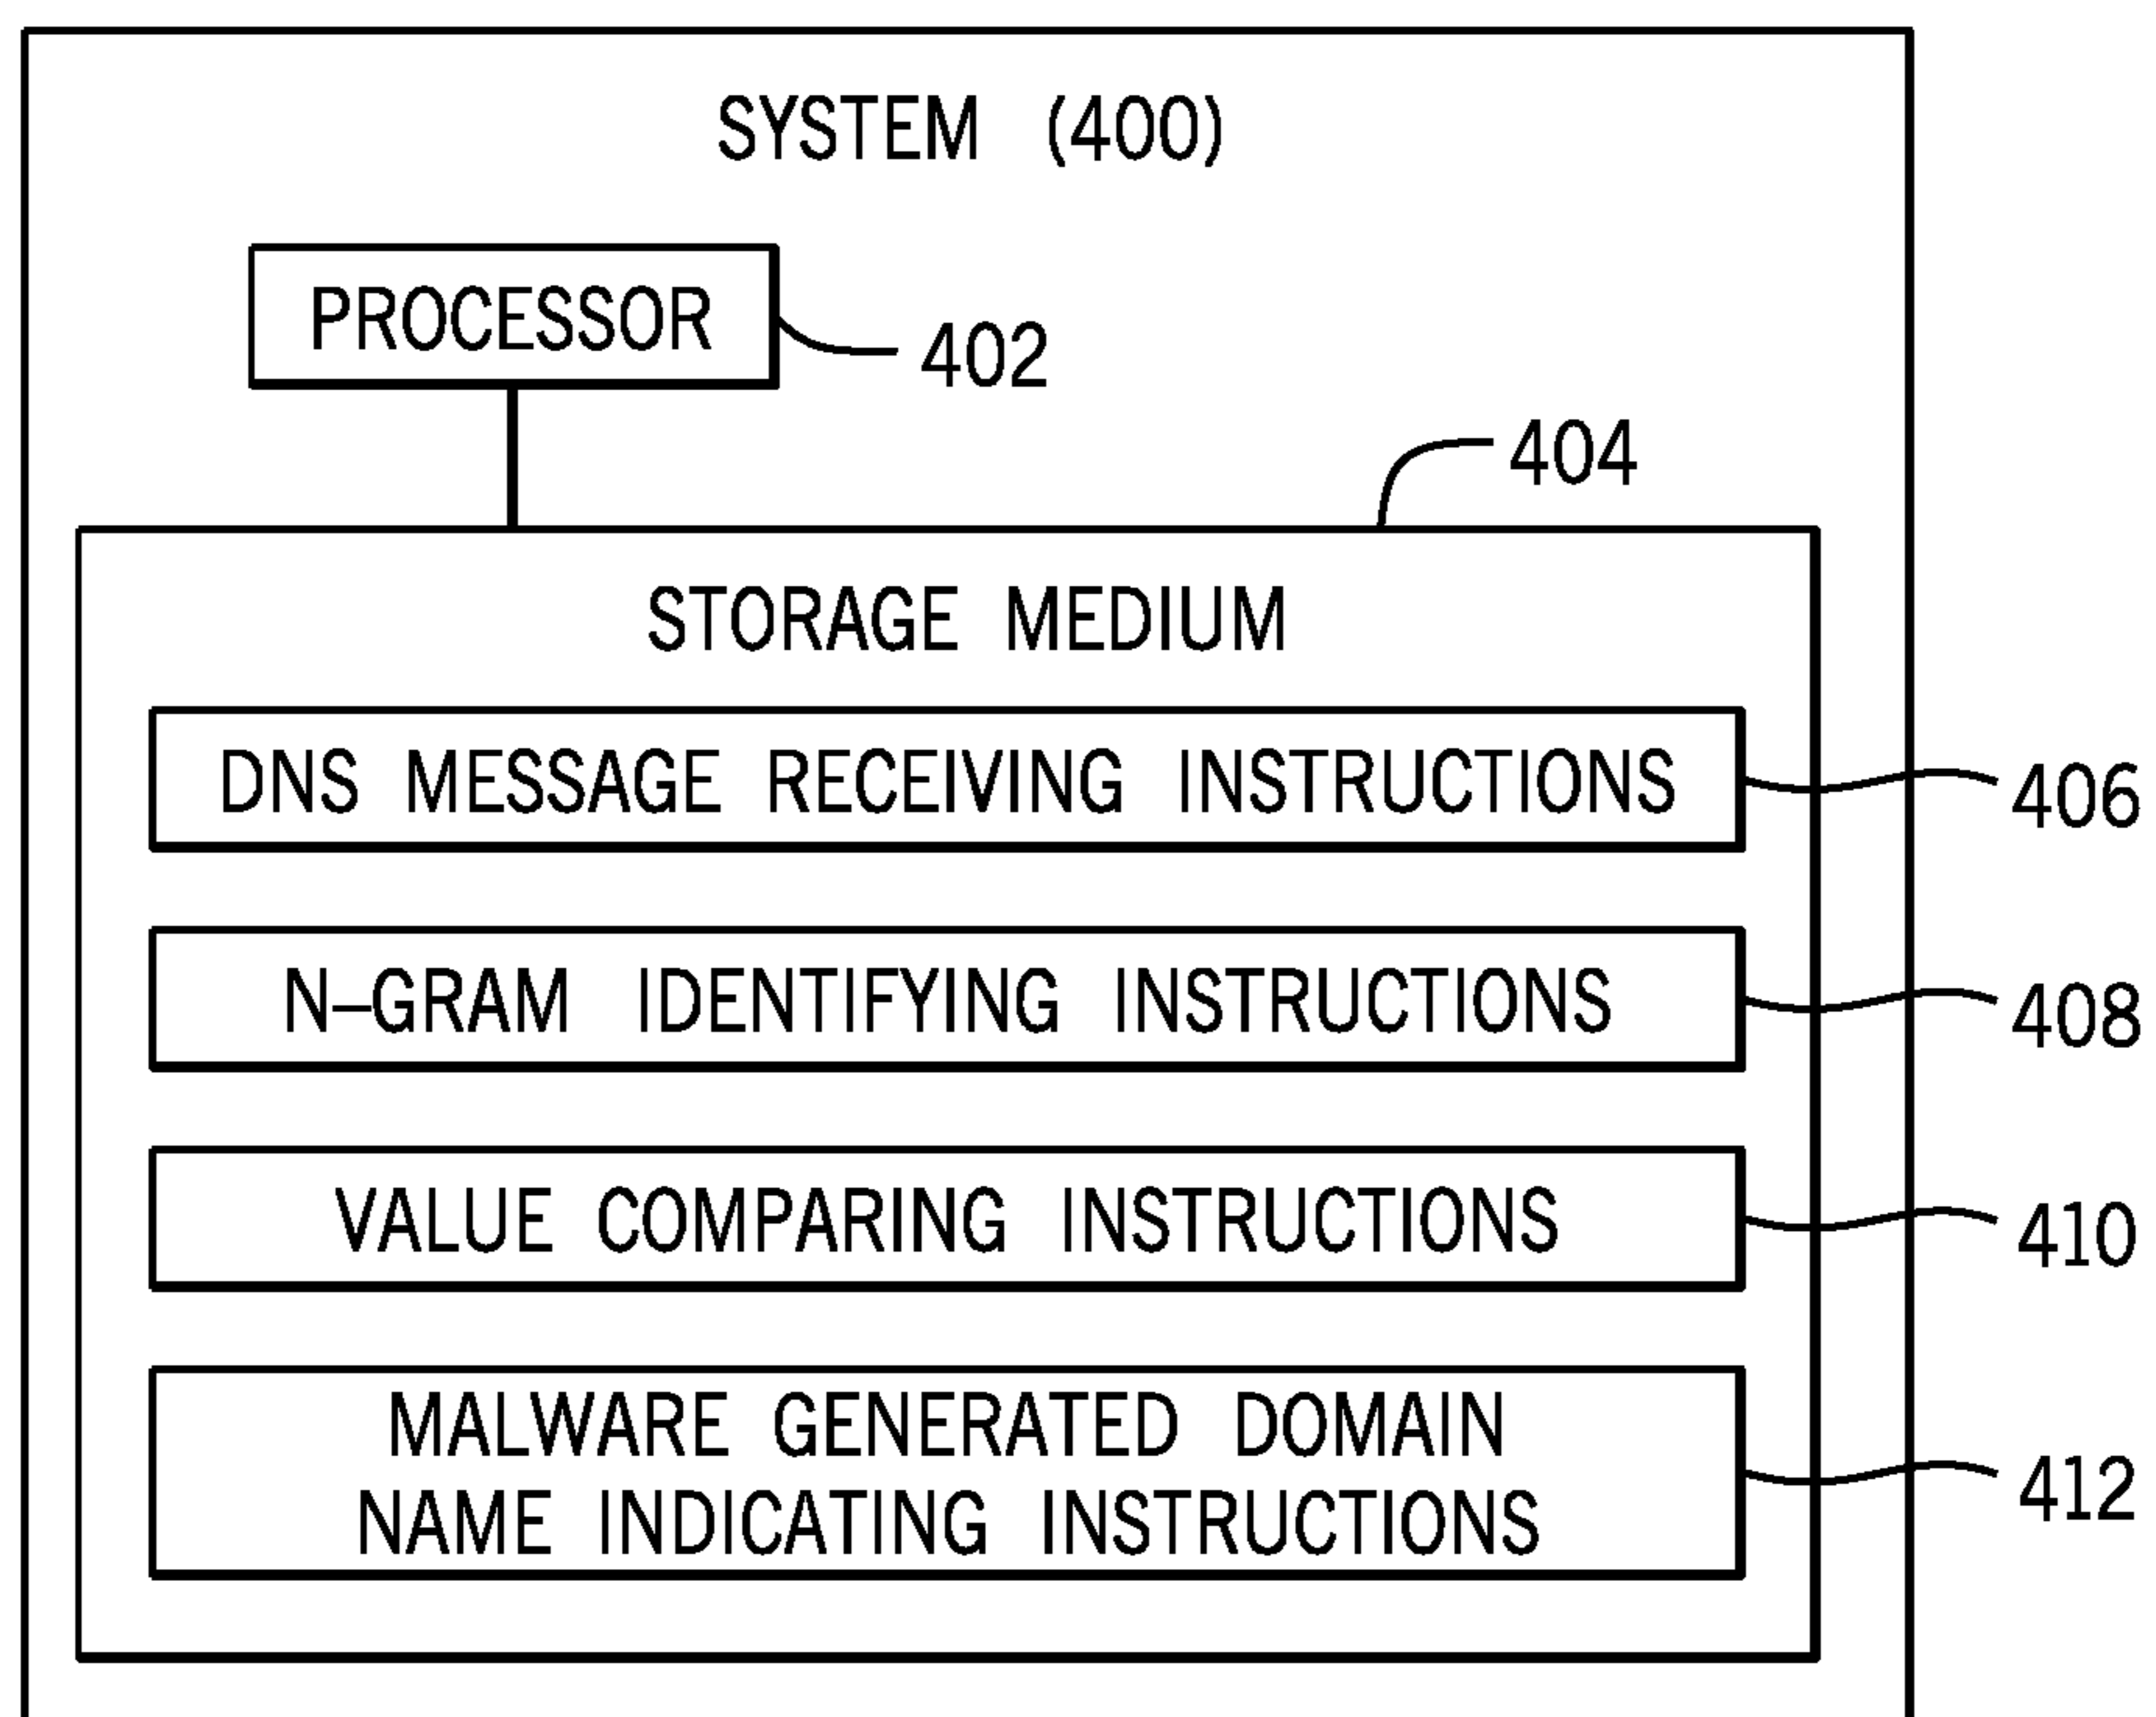 SYSTEM (400)
PROCESSOR
402
404
STORAGE MEDIUM
DNS MESSAGE RECEIVING INSTRUCTIONS
406
N–GRAM IDENTIFYING INSTRUCTIONS
408
VALUE COMPARING INSTRUCTIONS
410
MALWARE GENERATED DOMAIN
NAME INDICATING INSTRUCTIONS
412